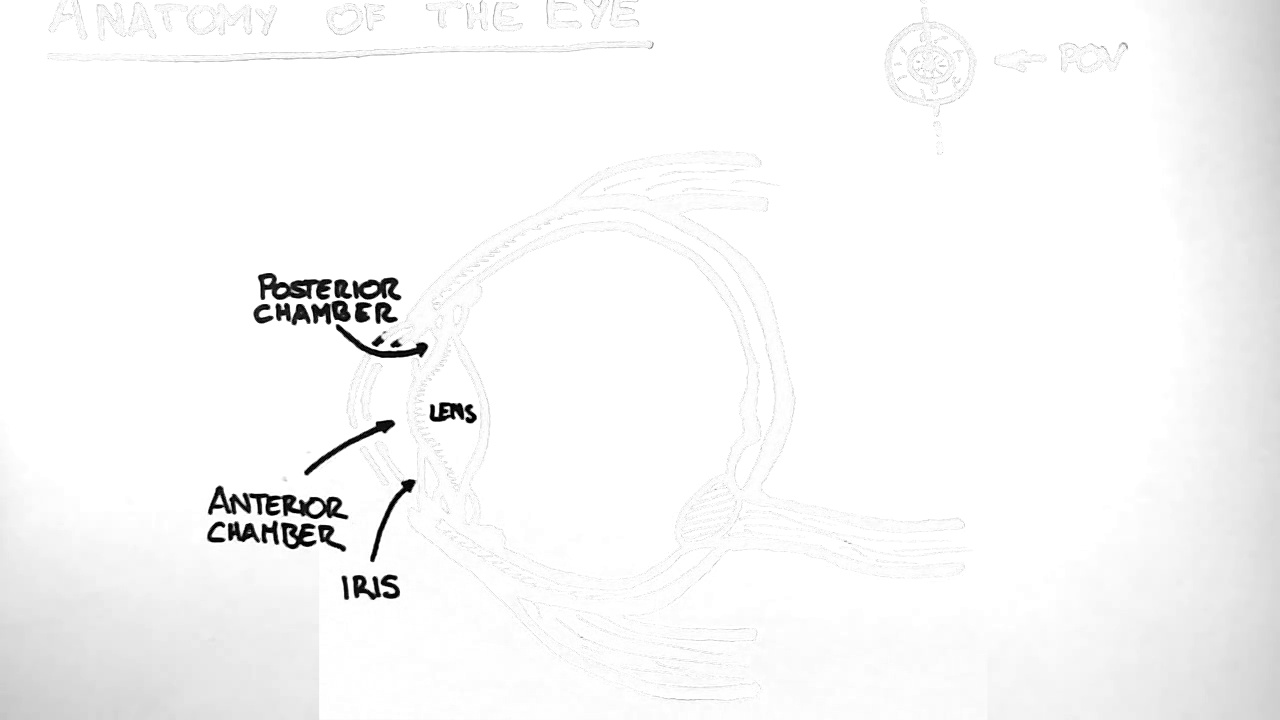 ANATOMY OF THE EYE
POV
POSTERIOR
CHAMBER
LENS
ANTERIOR
CHAMBER
IRIS